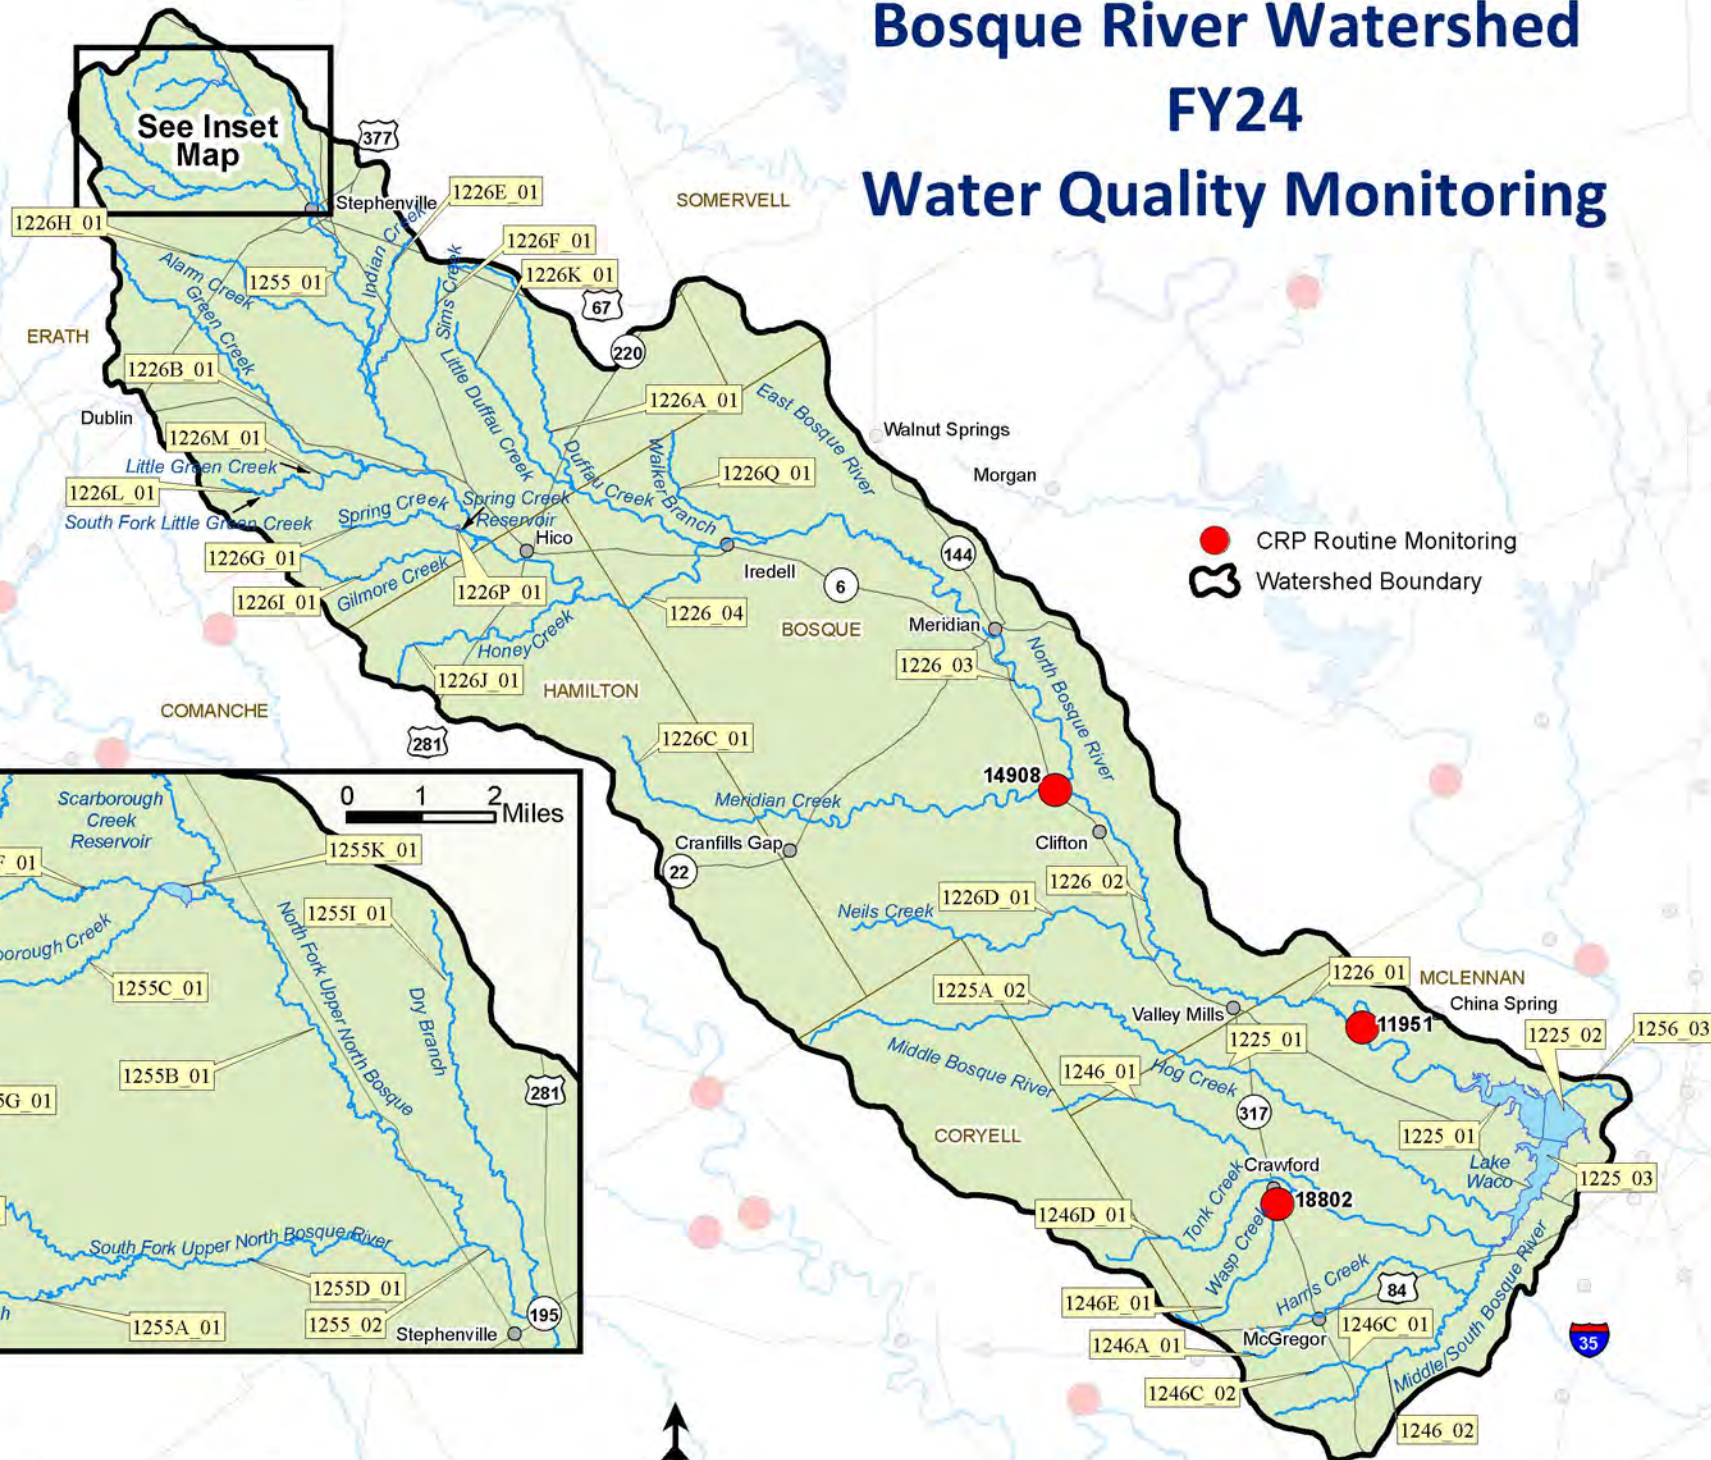 Bosque River Watershed
FY24
Water Quality Monitoring
See Inset
Map
377
Stephenville
1226E_01
SOMERVELL
1226H_01
Indian Creek
1226F_01
Alarm Creek
1255_01
Sims Creek
1226K_01
67
Green Creek
ERATH
220
1226B_01
Little Duffau Creek
1226A_01
East Bosque River
Dublin
Walnut Springs
1226M_01
Duffau Creek
Walker Branch
Little Green Creek
1226Q_01
Morgan
1226L_01
Spring Creek
Spring Creek
Reservoir
South Fork Little Green Creek
Hico
144
CRP Routine Monitoring
1226G_01
Iredell
6
Watershed Boundary
1226I_01
Gilmore Creek
1226P_01
1226_04
BOSQUE
Meridian
Honey Creek
1226_03
North Bosque River
1226J_01
HAMILTON
COMANCHE
281
1226C_01
14908
Meridian Creek
Clifton
Cranfills Gap
22
1226_02
1226D_01
Neils Creek
1226_01
MCLENNAN
1225A_02
Valley Mills
China Spring
11951
1225_01
1225_02
1256_03
Middle Bosque River
1246_01
Hog Creek
317
CORYELL
1225_01
Crawford
Lake
Waco
1225_03
Tonk Creek
18802
1246D_01
Wasp Creek
Harris Creek
84
1246E_01
1246C_01
McGregor
1246A_01
Middle/South Bosque River
35
1246C_02
1246_02
Scarborough
Creek
Reservoir
0 1 2 Miles
F_01
1255K_01
1255I_01
North Fork Upper North Bosque
borough Creek
1255C_01
Dry Branch
1255B_01
281
5G_01
South Fork Upper North Bosque River
1255D_01
h
1255A_01
1255_02
195
Stephenville